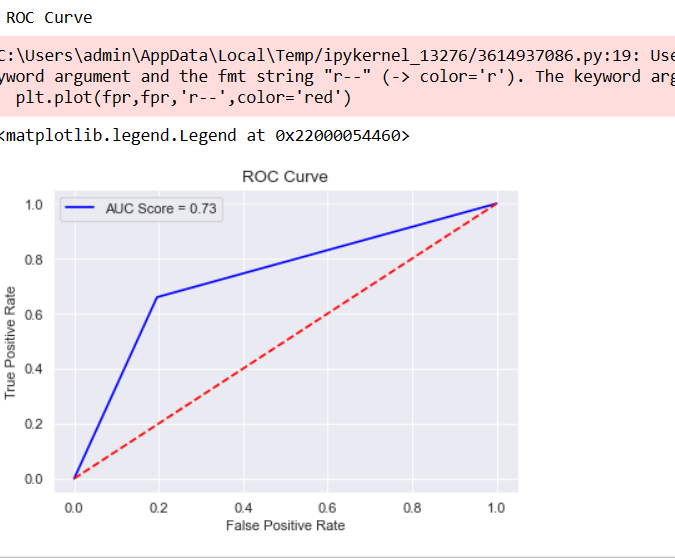 ROC Curve
C:\Users\admin\AppData\Local\Temp/ipykernel_13276/3614937086.py:19: Use
yword argument and the fmt string "r--" (-> color='r'). The keyword arg
plt.plot(fpr,fpr,'r--',color='red')
<matplotlib.legend.Legend at 0x22000054460>
ROC Curve
AUC Score = 0.73
1.0
0.8
0.6
0.4
0.2
0.0
True Positive Rate
0.0 0.2 0.4 0.6 0.8 1.0
False Positive Rate